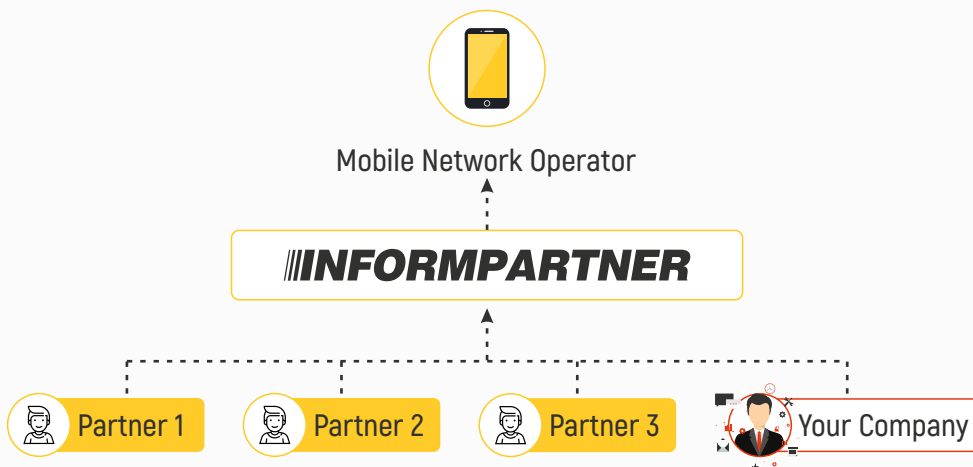 Mobile Network Operator
INFORMPARTNER
Partner 1
Partner 2
Partner 3
Your Company